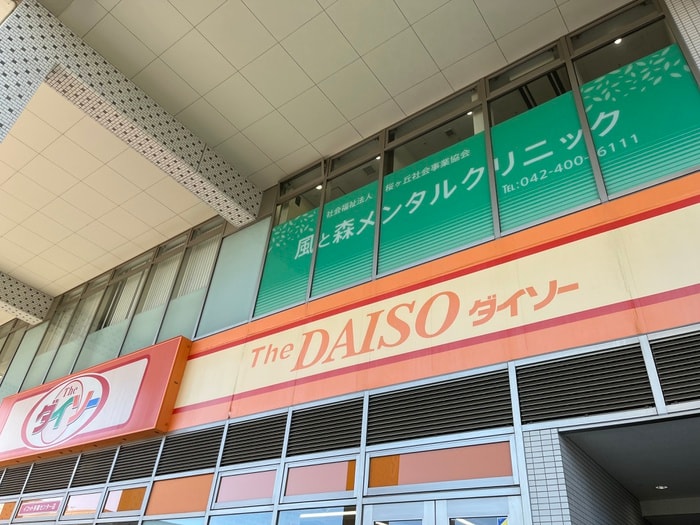 社会福祉法人 桜ヶ丘社会事業協会
風と森メンタルクリニック
TEL:042-400-6111
The DAISO ダイソー
The
ダイソー